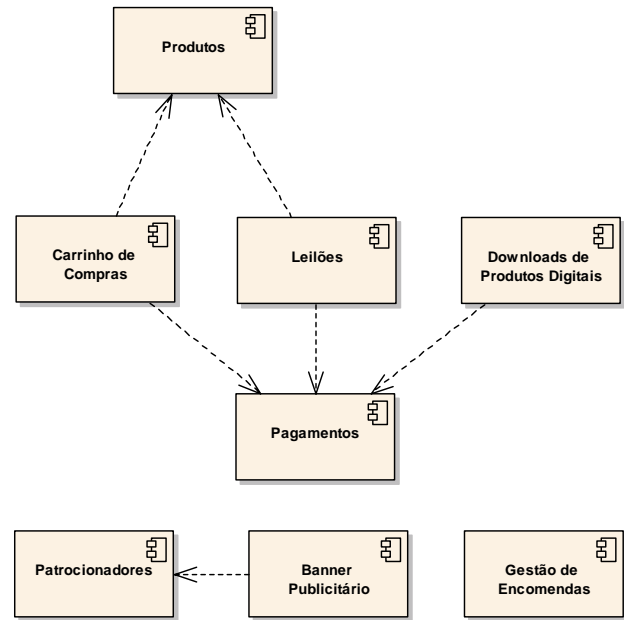 Produtos
Carrinho de
Compras
Leilões
Downloads de
Produtos Digitais
Pagamentos
Patrocionadores
Banner
Publicitário
Gestão de
Encomendas